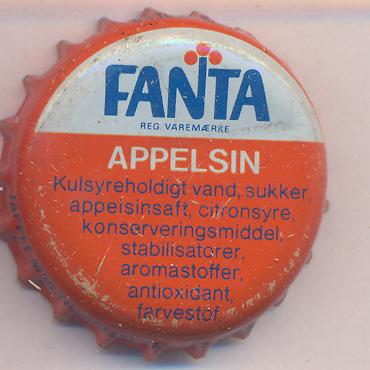 FANTA
REG. VAREMÆRKE
APPELSIN
Kulsyreholdigt vand, sukker,
appelsinsaft, citronsyre,
konserveringsmiddel,
stabilisatorer,
aromastoffer,
antioxidant,
farvestof.